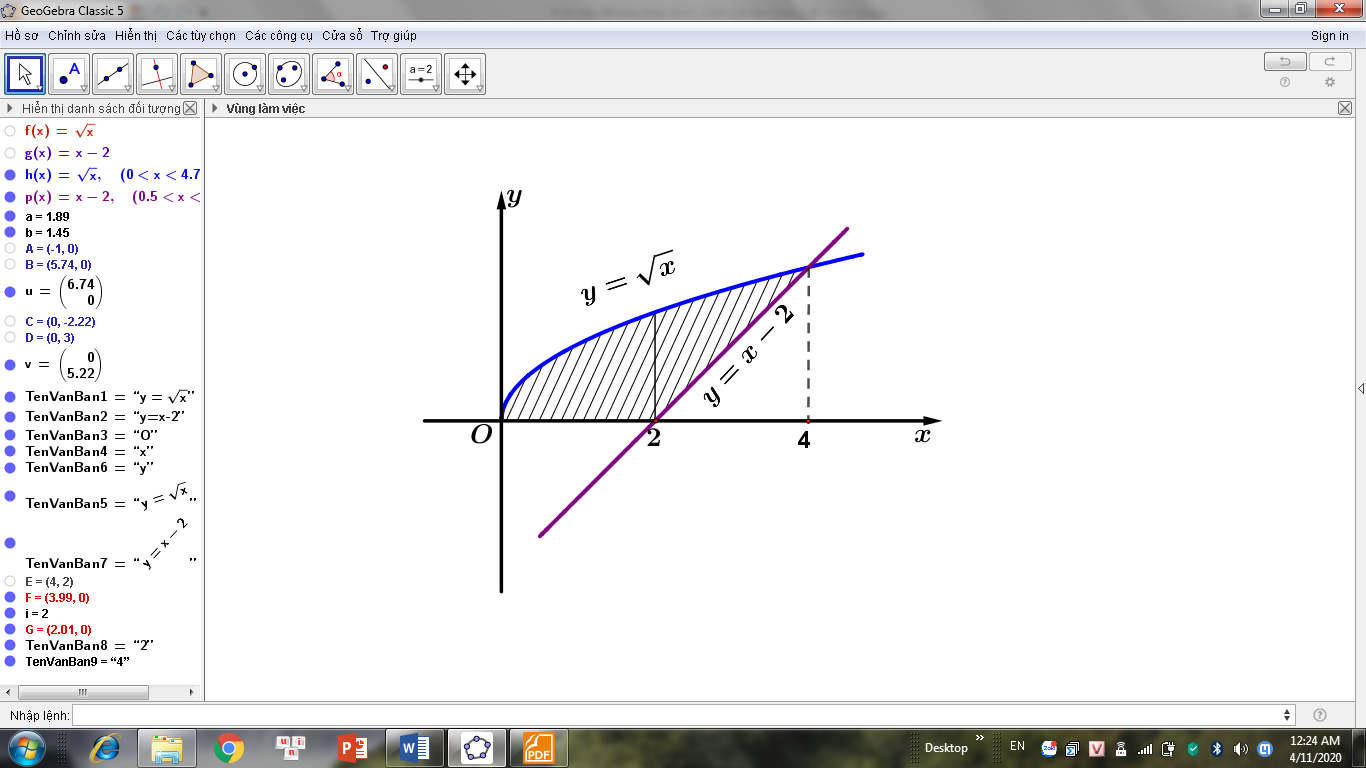 GeoGebra Classic 5
Hồ sơ Chỉnh sửa Hiển thị Các tùy chọn Các công cụ Cửa sổ Trợ giúp Sign in
A α a = 2
Hiển thị danh sách đối tượng Vùng làm việc
f(x) = √x
g(x) = x − 2
h(x) = √x, (0 < x < 4.7
p(x) = x − 2, (0.5 < x <
a = 1.89
b = 1.45
A = (-1, 0)
B = (5.74, 0)
u = (6.74
0)
C = (0, -2.22)
D = (0, 3)
v = (0
5.22)
TenVanBan1 = “y = √x”
TenVanBan2 = “y=x-2”
TenVanBan3 = “O”
TenVanBan4 = “x”
TenVanBan6 = “y”
TenVanBan5 = “y = √x”
TenVanBan7 = “y = x − 2”
E = (4, 2)
F = (3.99, 0)
i = 2
G = (2.01, 0)
TenVanBan8 = “2”
TenVanBan9 = “4”
y
y = √x
y = x − 2
O 2 4 x
Nhập lệnh:
Desktop » EN 12:24 AM
4/11/2020